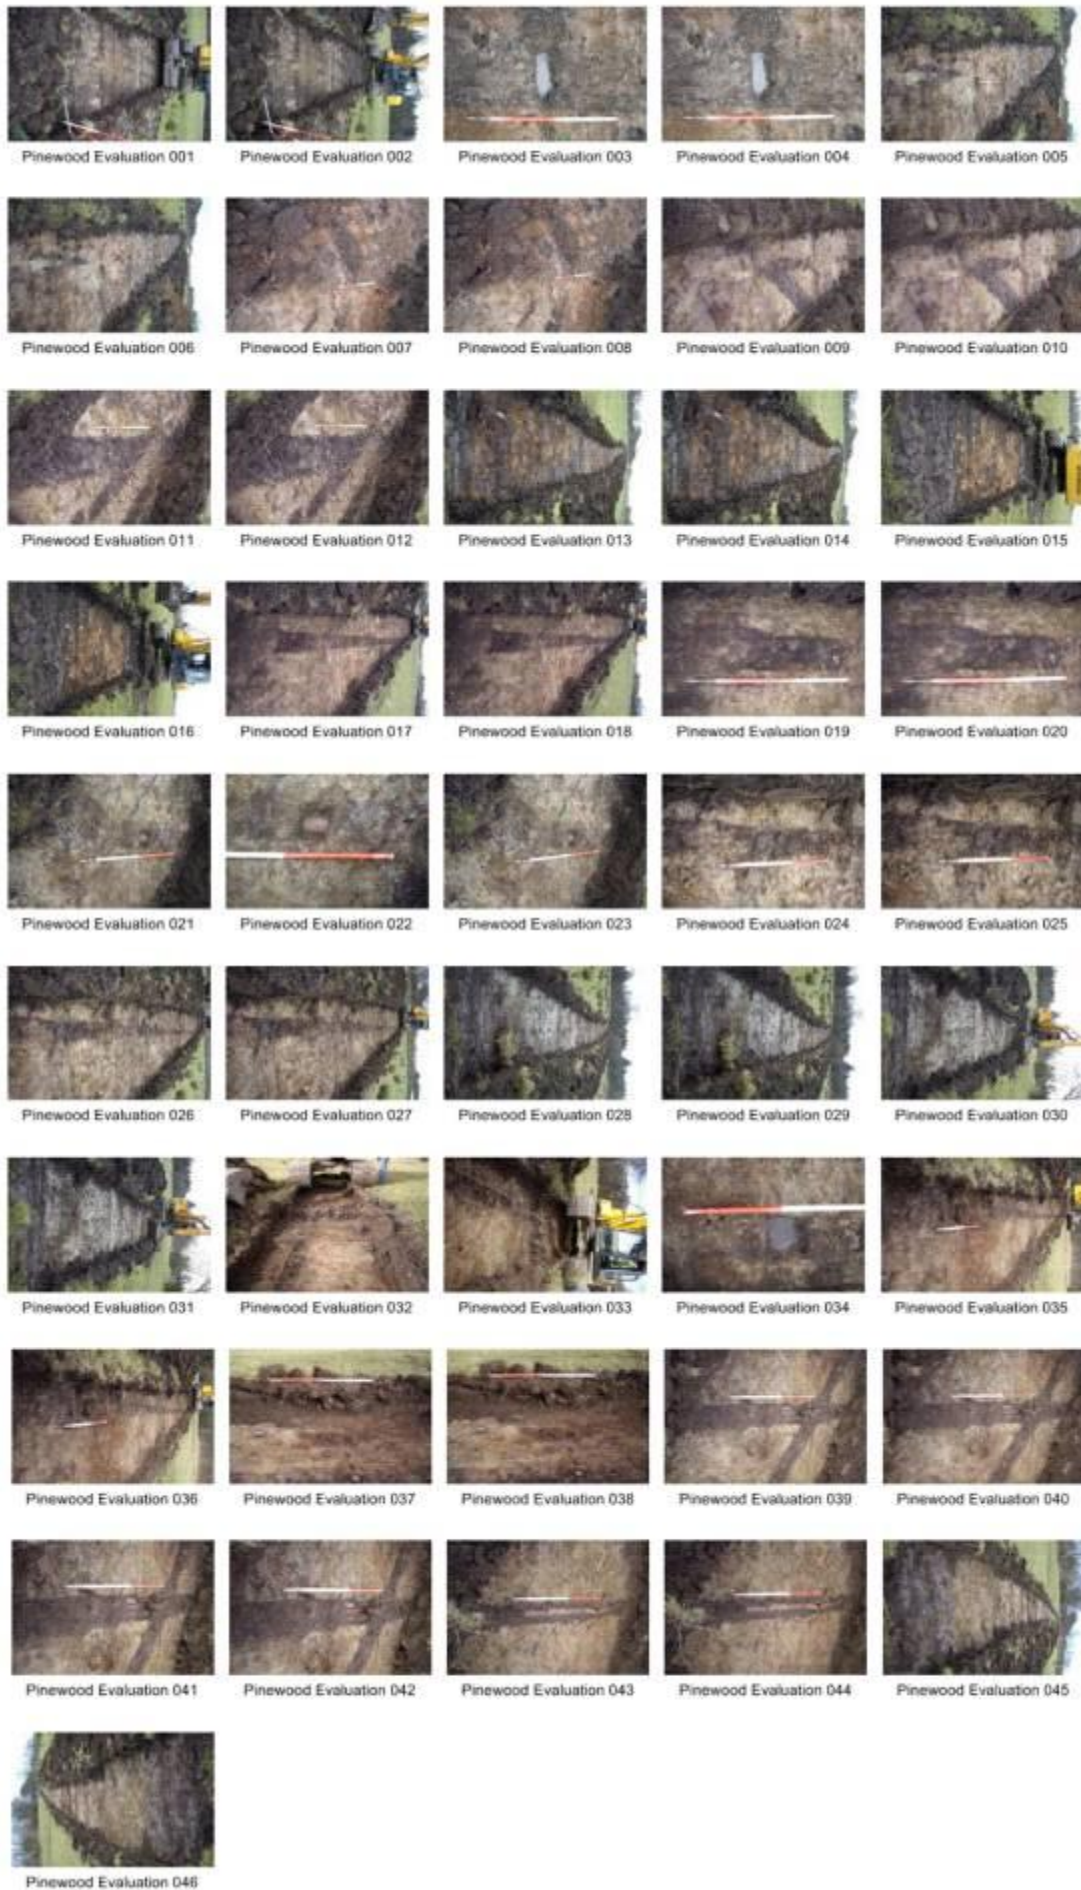 Pinewood Evaluation 001 Pinewood Evaluation 002 Pinewood Evaluation 003 Pinewood Evaluation 004 Pinewood Evaluation 005
Pinewood Evaluation 006 Pinewood Evaluation 007 Pinewood Evaluation 008 Pinewood Evaluation 009 Pinewood Evaluation 010
Pinewood Evaluation 011 Pinewood Evaluation 012 Pinewood Evaluation 013 Pinewood Evaluation 014 Pinewood Evaluation 015
Pinewood Evaluation 016 Pinewood Evaluation 017 Pinewood Evaluation 018 Pinewood Evaluation 019 Pinewood Evaluation 020
Pinewood Evaluation 021 Pinewood Evaluation 022 Pinewood Evaluation 023 Pinewood Evaluation 024 Pinewood Evaluation 025
Pinewood Evaluation 026 Pinewood Evaluation 027 Pinewood Evaluation 028 Pinewood Evaluation 029 Pinewood Evaluation 030
Pinewood Evaluation 031 Pinewood Evaluation 032 Pinewood Evaluation 033 Pinewood Evaluation 034 Pinewood Evaluation 035
Pinewood Evaluation 036 Pinewood Evaluation 037 Pinewood Evaluation 038 Pinewood Evaluation 039 Pinewood Evaluation 040
Pinewood Evaluation 041 Pinewood Evaluation 042 Pinewood Evaluation 043 Pinewood Evaluation 044 Pinewood Evaluation 045
Pinewood Evaluation 046